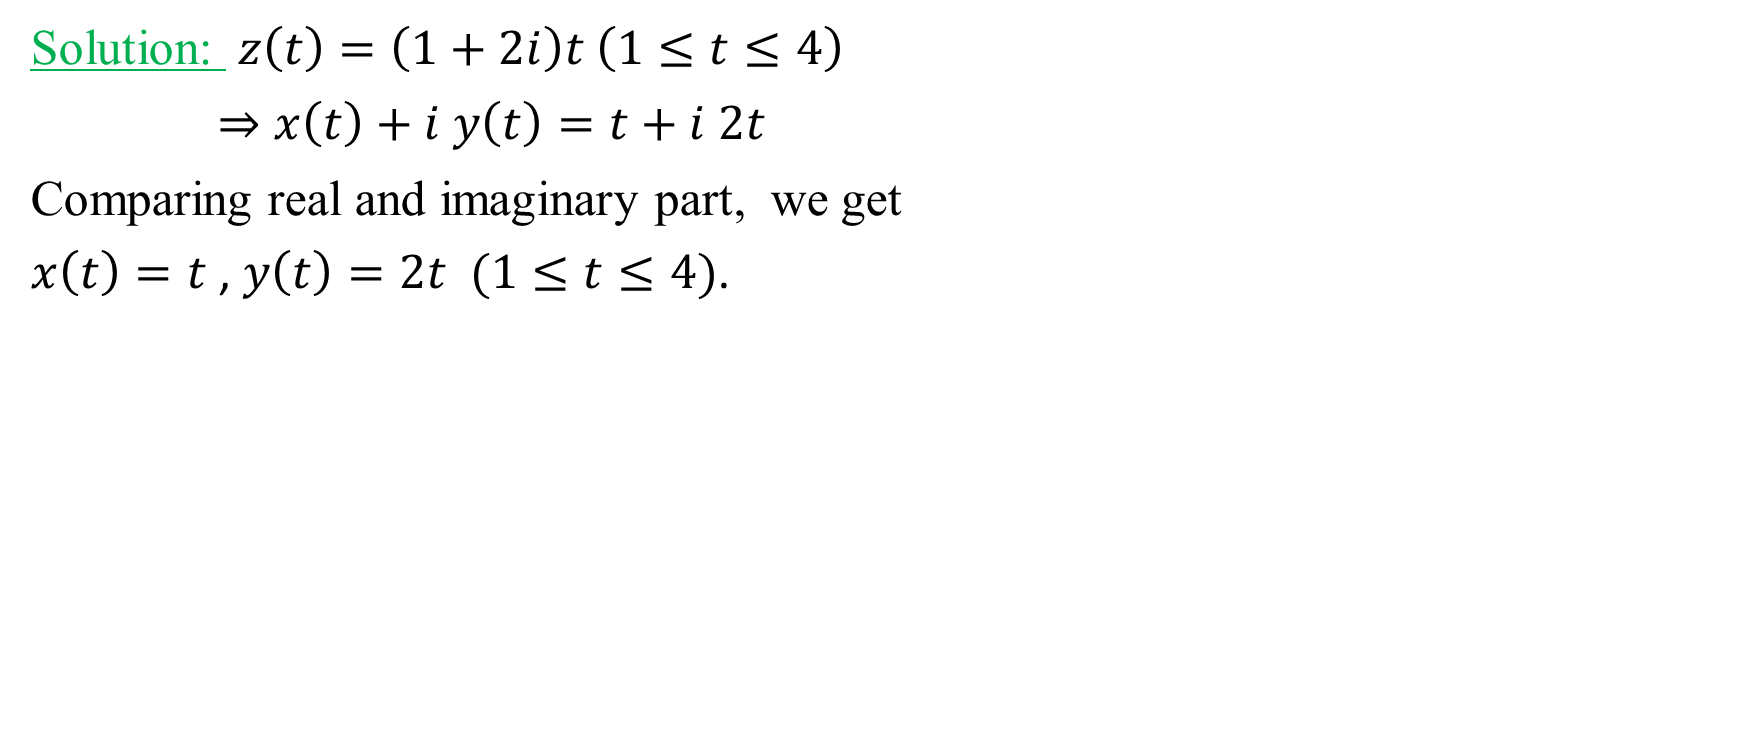 Solution: z(t) = (1 + 2i)t (1 ≤ t ≤ 4)
⇒ x(t) + i y(t) = t + i 2t
Comparing real and imaginary part, we get
x(t) = t , y(t) = 2t (1 ≤ t ≤ 4).